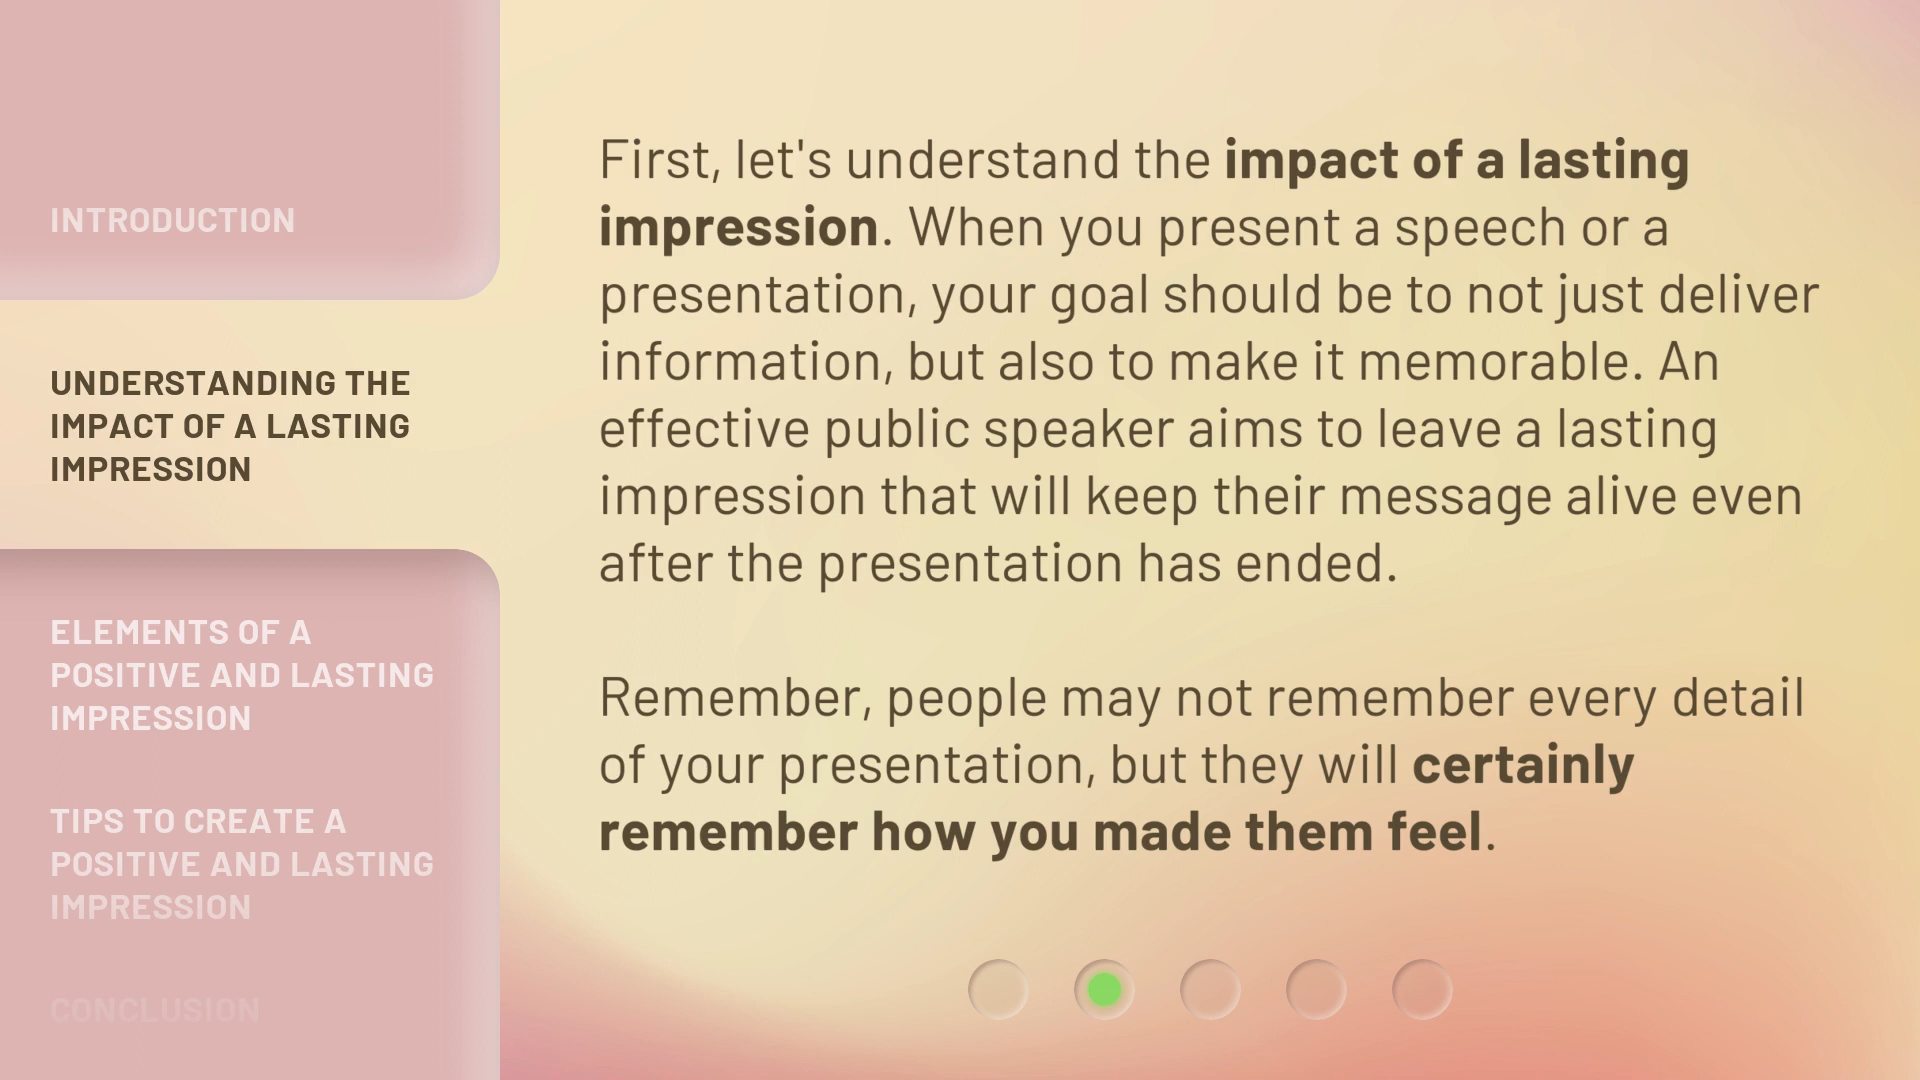 INTRODUCTION
UNDERSTANDING THE
IMPACT OF A LASTING
IMPRESSION
ELEMENTS OF A
POSITIVE AND LASTING
IMPRESSION
TIPS TO CREATE A
POSITIVE AND LASTING
IMPRESSION
CONCLUSION
First, let's understand the impact of a lasting
impression. When you present a speech or a
presentation, your goal should be to not just deliver
information, but also to make it memorable. An
effective public speaker aims to leave a lasting
impression that will keep their message alive even
after the presentation has ended.
Remember, people may not remember every detail
of your presentation, but they will certainly
remember how you made them feel.